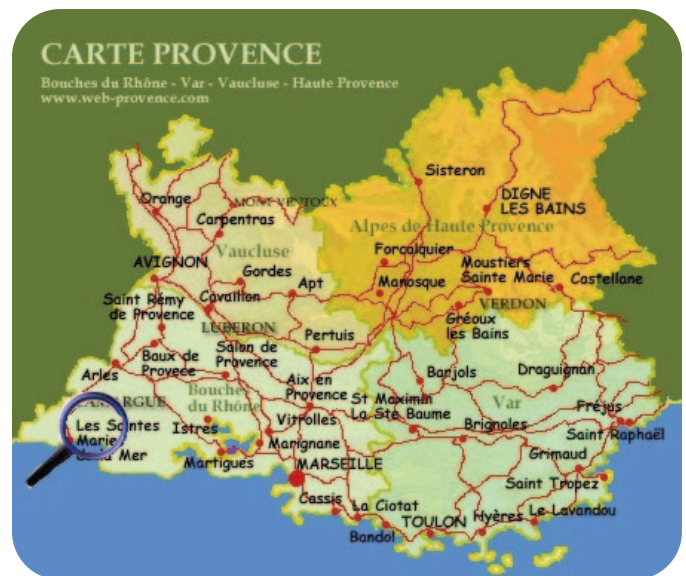 CARTE PROVENCE
Bouches du Rhône - Var - Vaucluse - Haute Provence
www.web-provence.com
Sisteron
Orange
MONT VENTOUX
DIGNE
LES BAINS
Carpentras
Alpes de Haute Provence
Vaucluse
Forcalquier
AVIGNON
Gordes
Moustiers
Sainte Marie
Castellane
Apt
Manosque
Saint Rémy
de Provence
Cavaillon
VERDON
LUBERON
Gréoux
les Bains
Pertuis
Salon de
Provence
Baux de
Provece
Arles
Aix en
Provence
Barjols
Draguignan
Bouches
du Rhône
St Maximin
La Ste Baume
Var
Fréjus
CAMARGUE
Les Saintes
Marie
Mer
Istres
Vitrolles
Brignoles
Saint Raphaël
Marignane
Martigues
MARSEILLE
Grimaud
Saint Tropez
Cassis
La Ciotat
TOULON
Hyères
Le Lavandou
Bandol